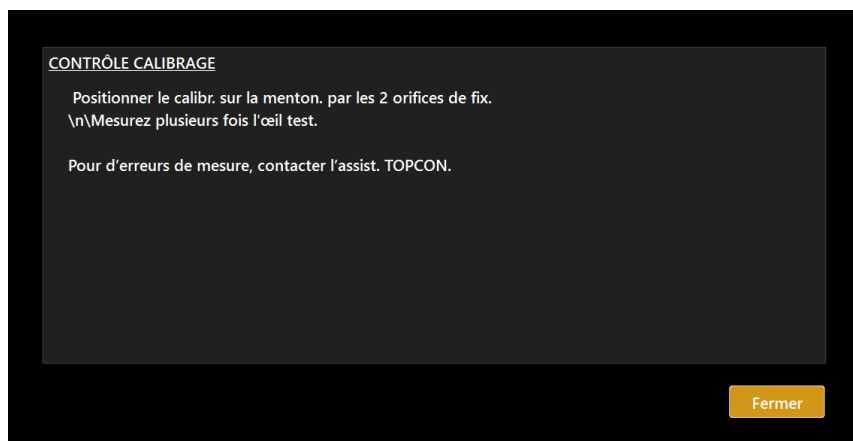 CONTRÔLE CALIBRAGE
Positionner le calibr. sur la menton. par les 2 orifices de fix.
\n\Mesurez plusieurs fois l'œil test.
Pour d’erreurs de mesure, contacter l’assist. TOPCON.
Fermer